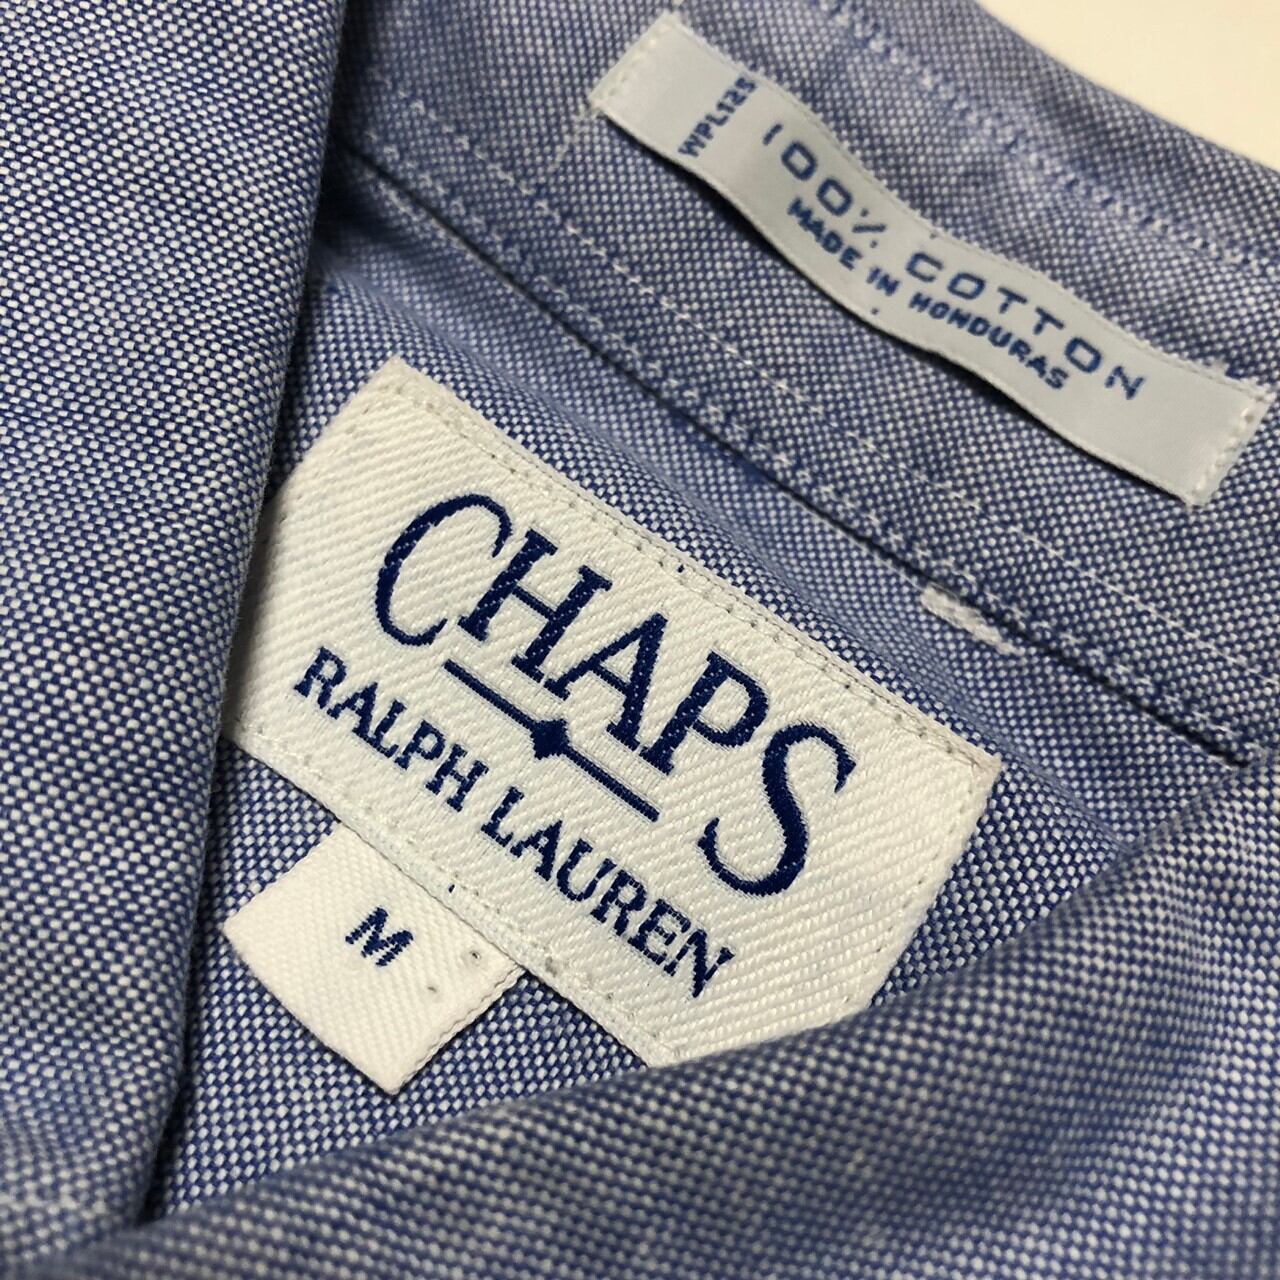 WPL125
100% COTTON
MADE IN HONDURAS
CHAPS
RALPH LAUREN
M